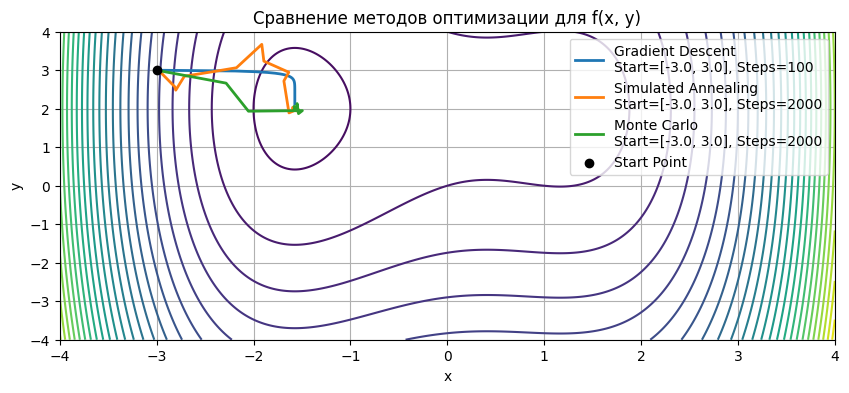 Сравнение методов оптимизации для f(x, y)
Gradient Descent
Start=[-3.0, 3.0], Steps=100
Simulated Annealing
Start=[-3.0, 3.0], Steps=2000
Monte Carlo
Start=[-3.0, 3.0], Steps=2000
Start Point
y
4
3
2
1
0
−1
−2
−3
−4
−4 −3 −2 −1 0 1 2 3 4
x